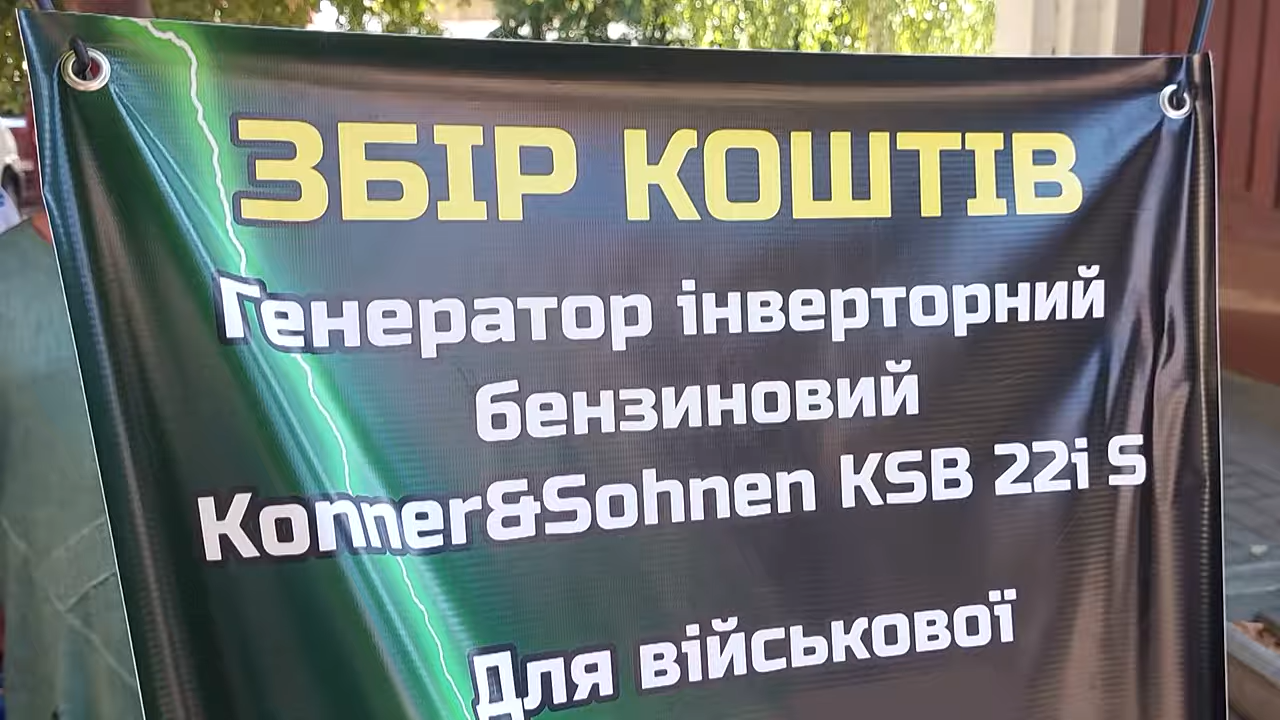 ЗБІР КОШТІВ
Генератор інверторний
бензиновий
Konner&Sohnen KSB 22i S
Для військової